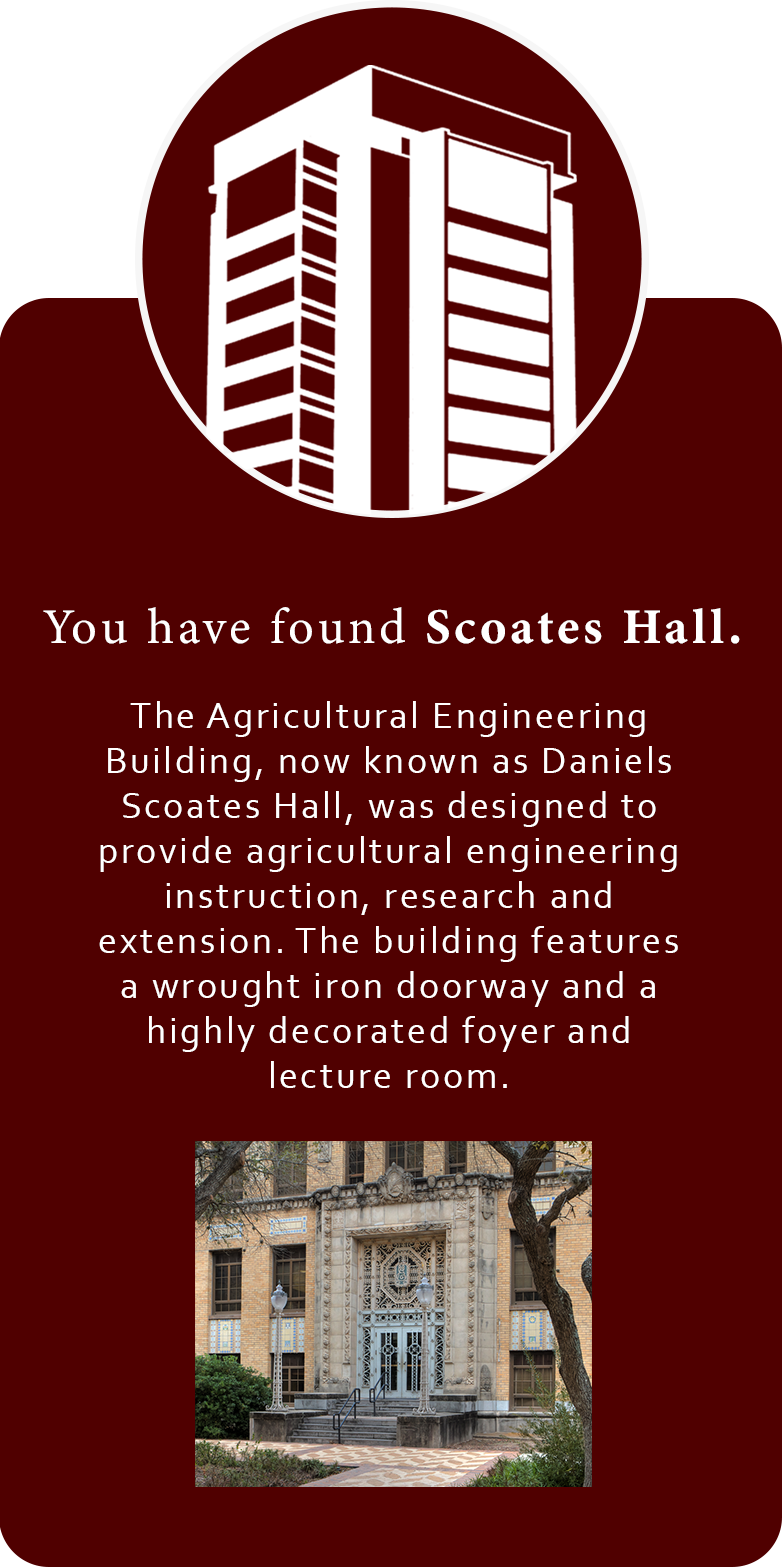 You have found Scoates Hall.
The Agricultural Engineering
Building, now known as Daniels
Scoates Hall, was designed to
provide agricultural engineering
instruction, research and
extension. The building features
a wrought iron doorway and a
highly decorated foyer and
lecture room.